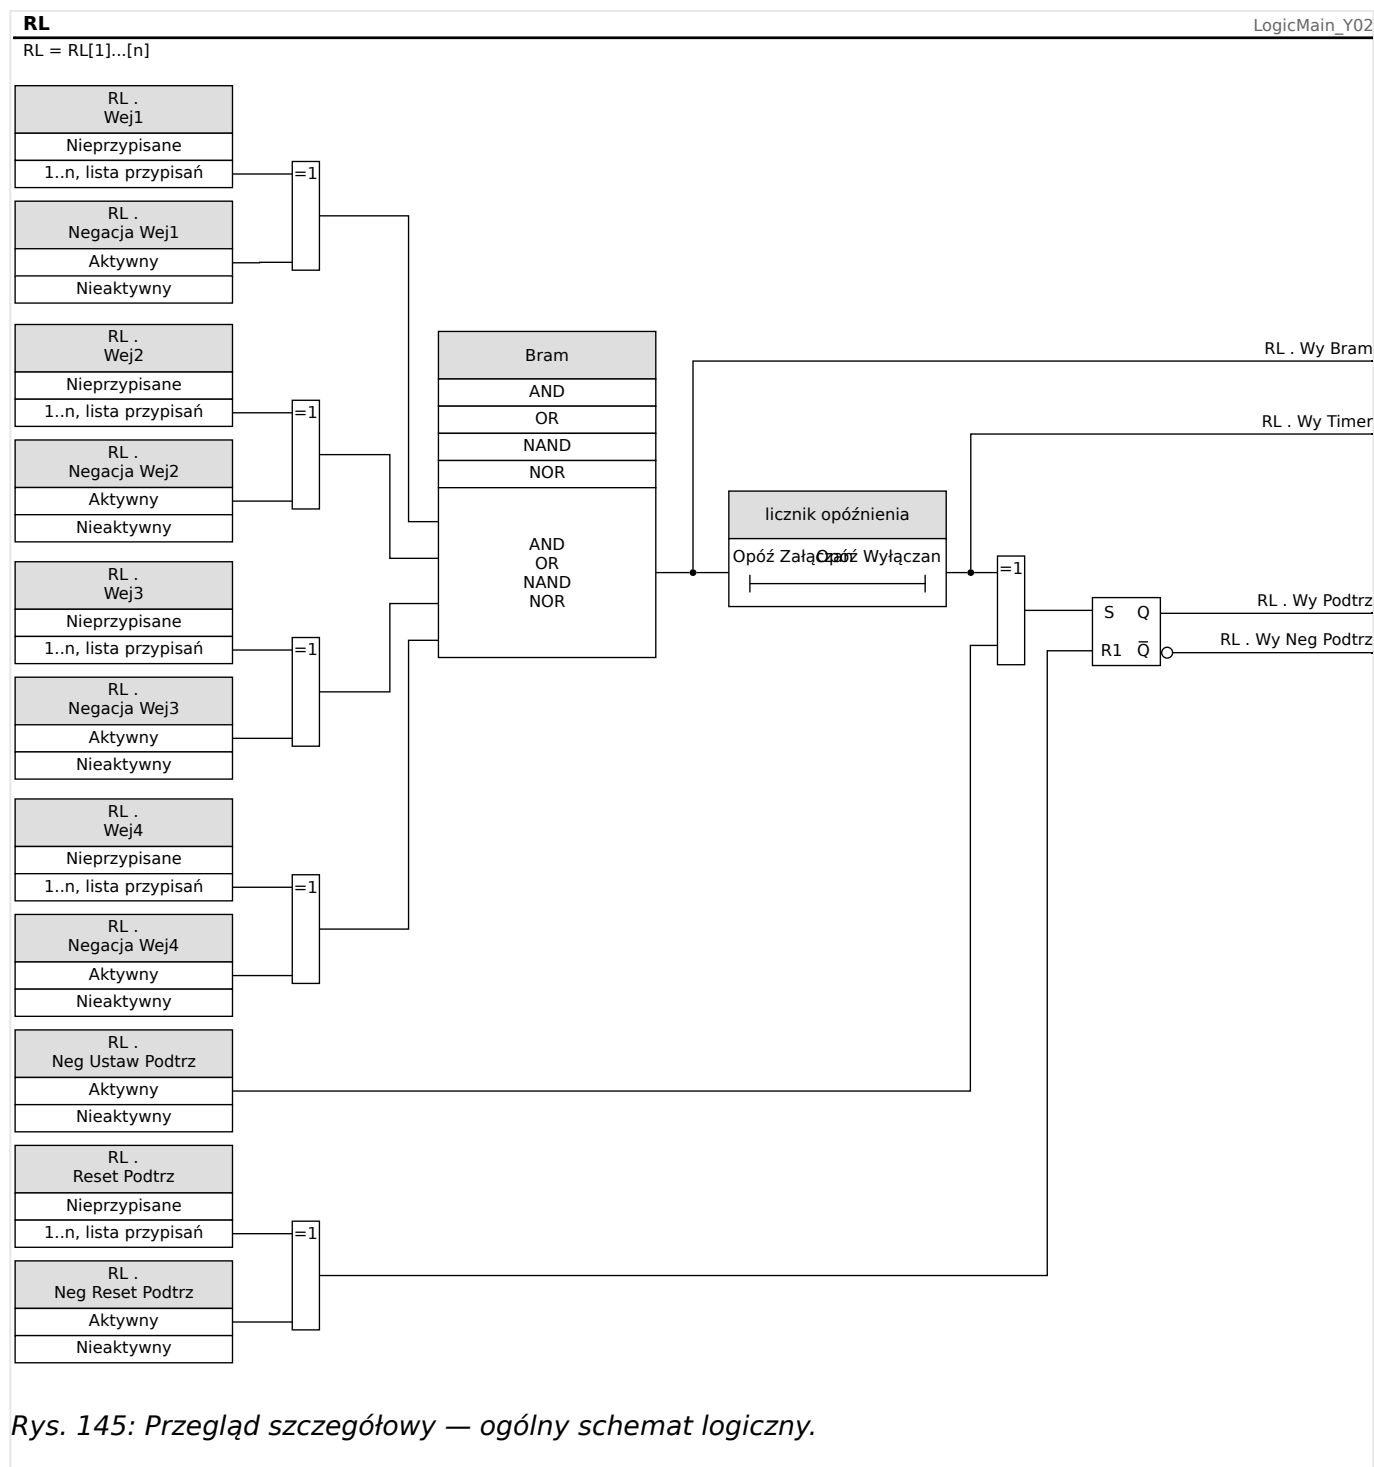 RL
LogicMain_Y02
RL = RL[1]...[n]
RL .
Wej1
Nieprzypisane
1..n, lista przypisań
=1
RL .
Negacja Wej1
Aktywny
Nieaktywny
RL .
Wej2
Nieprzypisane
1..n, lista przypisań
=1
RL .
Negacja Wej2
Aktywny
Nieaktywny
RL .
Wej3
Nieprzypisane
1..n, lista przypisań
=1
RL .
Negacja Wej3
Aktywny
Nieaktywny
RL .
Wej4
Nieprzypisane
1..n, lista przypisań
=1
RL .
Negacja Wej4
Aktywny
Nieaktywny
RL .
Neg Ustaw Podtrz
Aktywny
Nieaktywny
RL .
Reset Podtrz
Nieprzypisane
1..n, lista przypisań
=1
RL .
Neg Reset Podtrz
Aktywny
Nieaktywny
Bram
AND
OR
NAND
NOR
AND
OR
NAND
NOR
licznik opóźnienia
Opóź Załączan Opóź Wyłączan
=1
S Q
R1 Q̅
RL . Wy Bram
RL . Wy Timer
RL . Wy Podtrz
RL . Wy Neg Podtrz
Rys. 145: Przegląd szczegółowy — ogólny schemat logiczny.